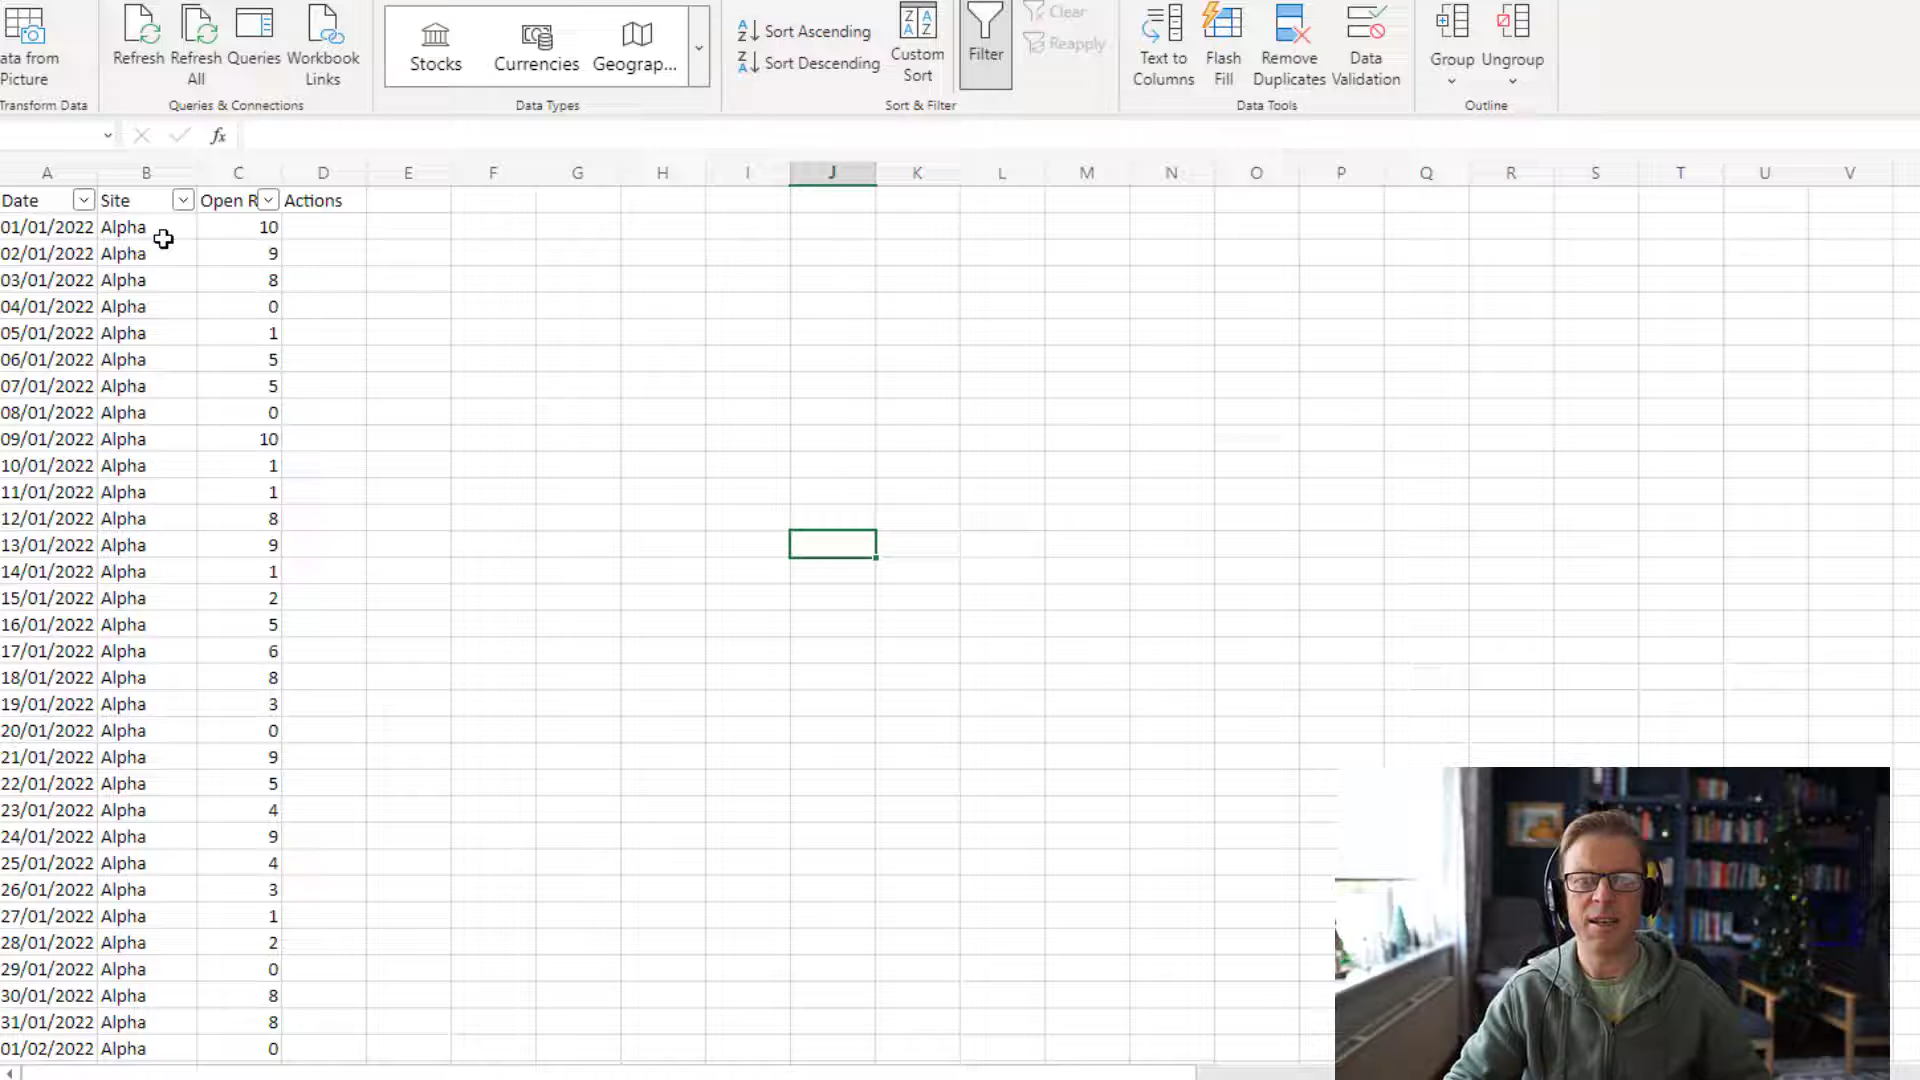 ata from Picture
Refresh
Refresh All
Queries
Workbook Links
Stocks
Currencies
Geograp...
Sort Ascending
Sort Descending
Custom Sort
Filter
Clear
Reapply
Text to Columns
Flash Fill
Remove Duplicates
Data Validation
Group
Ungroup
Transform Data
Queries & Connections
Data Types
Sort & Filter
Data Tools
Outline
fx
A B C D E F G H I J K L M N O P Q R S T U V
Date Site Open R Actions
01/01/2022 Alpha 10
02/01/2022 Alpha 9
03/01/2022 Alpha 8
04/01/2022 Alpha 0
05/01/2022 Alpha 1
06/01/2022 Alpha 5
07/01/2022 Alpha 5
08/01/2022 Alpha 0
09/01/2022 Alpha 10
10/01/2022 Alpha 1
11/01/2022 Alpha 1
12/01/2022 Alpha 8
13/01/2022 Alpha 9
14/01/2022 Alpha 1
15/01/2022 Alpha 2
16/01/2022 Alpha 5
17/01/2022 Alpha 6
18/01/2022 Alpha 8
19/01/2022 Alpha 3
20/01/2022 Alpha 0
21/01/2022 Alpha 9
22/01/2022 Alpha 5
23/01/2022 Alpha 4
24/01/2022 Alpha 9
25/01/2022 Alpha 4
26/01/2022 Alpha 3
27/01/2022 Alpha 1
28/01/2022 Alpha 2
29/01/2022 Alpha 0
30/01/2022 Alpha 8
31/01/2022 Alpha 8
01/02/2022 Alpha 0